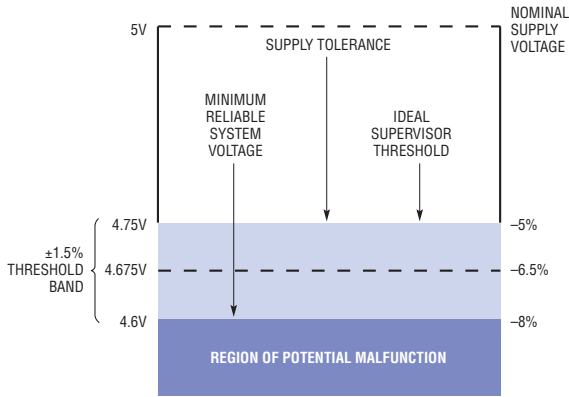 NOMINAL
SUPPLY
VOLTAGE
5V
SUPPLY TOLERANCE
MINIMUM
RELIABLE
SYSTEM
VOLTAGE
IDEAL
SUPERVISOR
THRESHOLD
4.75V
–5%
±1.5%
THRESHOLD
BAND
4.675V
–6.5%
4.6V
–8%
REGION OF POTENTIAL MALFUNCTION